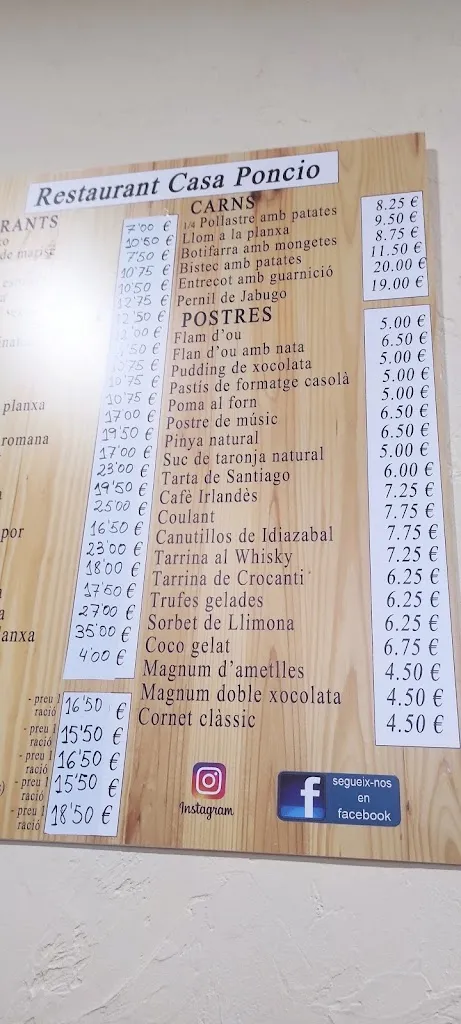 Restaurant Casa Poncio
RANTS
7'00 €
10'50 €
7'50 €
10'75 €
10'50 €
12'75 €
12'50 €
10'75 €
10'75 €
planxa 17'00 €
19'50 €
romana 17'00 €
23'00 €
19'50 €
25'00 €
por 16'50 €
23'00 €
18'00 €
17'50 €
27'00 €
lanxa 35'00 €
4'00 €
- preu 1 ració 16'50 €
- preu 1 ració 15'50 €
- preu 1 ració 16'50 €
- preu 1 ració 15'50 €
- preu 1 ració 18'50 €
CARNS
1/4 Pollastre amb patates 8.25 €
Llom a la planxa 9.50 €
Botifarra amb mongetes 8.75 €
Bistec amb patates 11.50 €
Entrecot amb guarnició 20.00 €
Pernil de Jabugo 19.00 €
POSTRES
Flam d'ou 5.00 €
Flan d'ou amb nata 6.50 €
Pudding de xocolata 5.00 €
Pastis de formatge casolà 5.00 €
Poma al forn 5.00 €
Postre de músic 6.50 €
Pinya natural 6.50 €
Suc de taronja natural 5.00 €
Tarta de Santiago 6.00 €
Cafè Irlandès 7.25 €
Coulant 7.75 €
Canutillos de Idiazabal 7.75 €
Tarrina al Whisky 7.25 €
Tarrina de Crocanti 6.25 €
Trufes gelades 6.25 €
Sorbet de Llimona 6.25 €
Coco gelat 6.75 €
Magnum d'ametlles 4.50 €
Magnum doble xocolata 4.50 €
Cornet clàssic 4.50 €
Instagram
f
segueix-nos
en
facebook